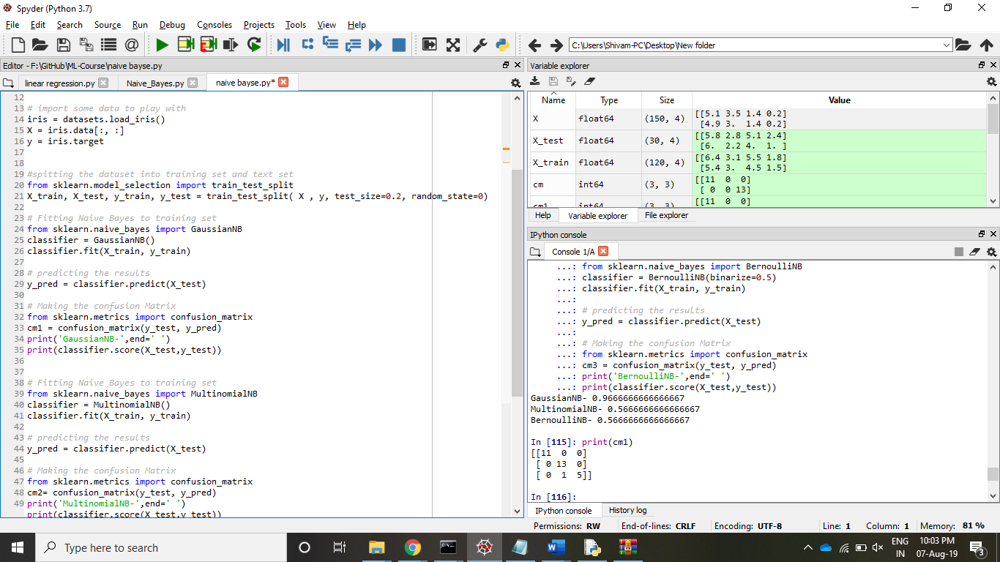 Spyder (Python 3.7)
File Edit Search Source Run Debug Consoles Projects Tools View Help
C:\Users\Shivam-PC\Desktop\New folder
Editor - F:\GitHub\ML-Course\naive bayse.py
linear regression.py Naive_Bayes.py naive bayse.py*
12
13 # import some data to play with
14 iris = datasets.load_iris()
15 X = iris.data[:, :]
16 y = iris.target
17
18
19 #spitting the dataset into training set and text set
20 from sklearn.model_selection import train_test_split
21 X_train, X_test, y_train, y_test = train_test_split( X , y, test_size=0.2, random_state=0)
22
23 # Fitting Naive Bayes to training set
24 from sklearn.naive_bayes import GaussianNB
25 classifier = GaussianNB()
26 classifier.fit(X_train, y_train)
27
28 # predicting the results
29 y_pred = classifier.predict(X_test)
30
31 # Making the confusion Matrix
32 from sklearn.metrics import confusion_matrix
33 cm1 = confusion_matrix(y_test, y_pred)
34 print('GaussianNB-',end=' ')
35 print(classifier.score(X_test,y_test))
36
37
38 # Fitting Naive Bayes to training set
39 from sklearn.naive_bayes import MultinomialNB
40 classifier = MultinomialNB()
41 classifier.fit(X_train, y_train)
42
43 # predicting the results
44 y_pred = classifier.predict(X_test)
45
46 # Making the confusion Matrix
47 from sklearn.metrics import confusion_matrix
48 cm2= confusion_matrix(y_test, y_pred)
49 print('MultinomialNB-',end=' ')
print(classifier.score(X_test,y_test))
Variable explorer
Name Type Size Value
X float64 (150, 4) [[5.1 3.5 1.4 0.2]
[4.9 3. 1.4 0.2]
X_test float64 (30, 4) [[5.8 2.8 5.1 2.4]
[6. 2.2 4. 1. ]
X_train float64 (120, 4) [[6.4 3.1 5.5 1.8]
[5.4 3. 4.5 1.5]
cm int64 (3, 3) [[11 0 0]
[ 0 0 13]
cm1 int64 (3, 3) [[11 0 0]
Help Variable explorer File explorer
IPython console
Console 1/A
...: from sklearn.naive_bayes import BernoulliNB
...: classifier = BernoulliNB(binarize=0.5)
...: classifier.fit(X_train, y_train)
...:
...: # predicting the results
...: y_pred = classifier.predict(X_test)
...:
...: # Making the confusion Matrix
...: from sklearn.metrics import confusion_matrix
...: cm3 = confusion_matrix(y_test, y_pred)
...: print('BernoulliNB-',end=' ')
...: print(classifier.score(X_test,y_test))
GaussianNB- 0.9666666666666667
MultinomialNB- 0.5666666666666667
BernoulliNB- 0.5666666666666667
In [115]: print(cm1)
[[11 0 0]
[ 0 13 0]
[ 0 1 5]]
In [116]:
IPython console History log
Permissions: RW End-of-lines: CRLF Encoding: UTF-8 Line: 1 Column: 1 Memory: 81 %
Type here to search
ENG
IN
10:03 PM
07-Aug-19
3